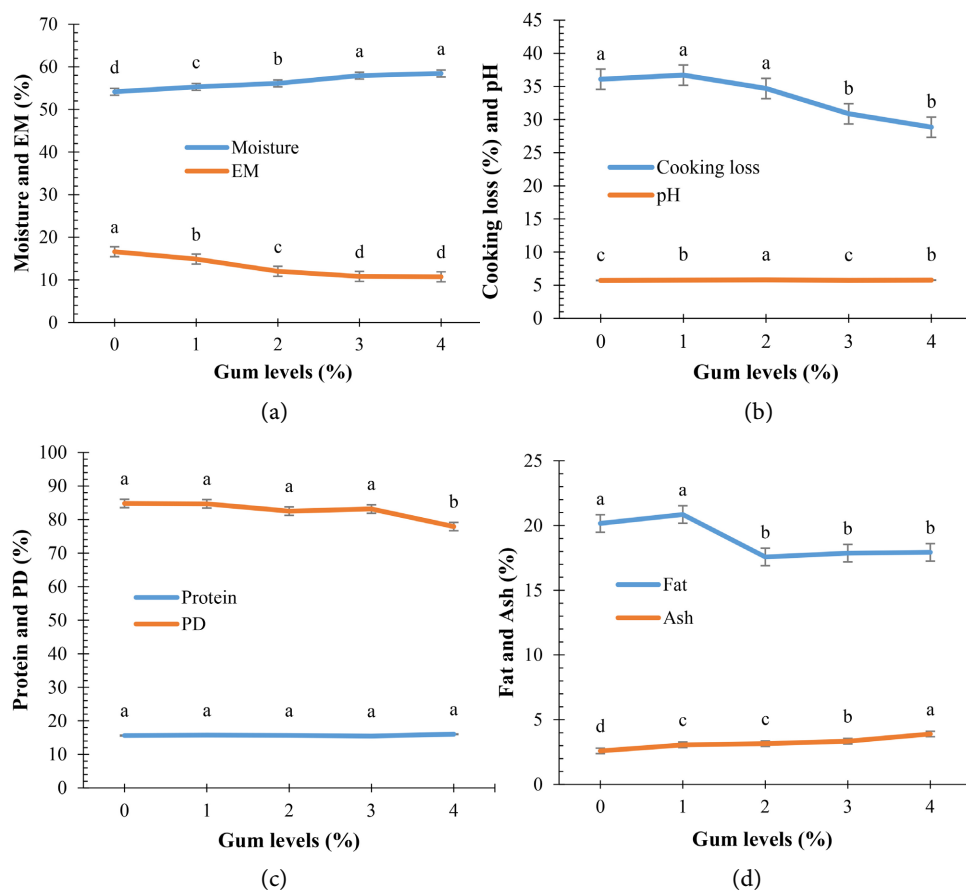 70
60
50
40
30
20
10
0
Moisture and EM (%)
d c b a a
Moisture
EM
a b c d d
0 1 2 3 4
Gum levels (%)
(a)
45
40
35
30
25
20
15
10
5
0
Cooking loss (%) and pH
a a a b b
Cooking loss
pH
c b a c b
0 1 2 3 4
Gum levels (%)
(b)
100
90
80
70
60
50
40
30
20
10
0
Protein and PD (%)
a a a a b
Protein
PD
a a a a a
0 1 2 3 4
Gum levels (%)
(c)
25
20
15
10
5
0
Fat and Ash (%)
a a b b b
Fat
Ash
d c c b a
0 1 2 3 4
Gum levels (%)
(d)